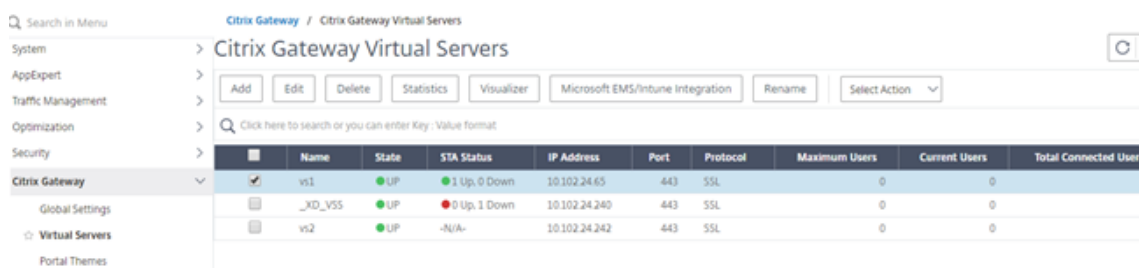 Search in Menu
System
AppExpert
Traffic Management
Optimization
Security
Citrix Gateway
Global Settings
Virtual Servers
Portal Themes
Citrix Gateway / Citrix Gateway Virtual Servers
Citrix Gateway Virtual Servers
Add Edit Delete Statistics Visualizer Microsoft EMS/Intune Integration Rename Select Action
Click here to search or you can enter Key : Value format
Name State STA Status IP Address Port Protocol Maximum Users Current Users Total Connected User
vs1 UP 1 Up, 0 Down 10.102.24.65 443 SSL 0 0
_XD_VSS UP 0 Up, 1 Down 10.102.24.240 443 SSL 0 0
vs2 UP -N/A- 10.102.24.242 443 SSL 0 0